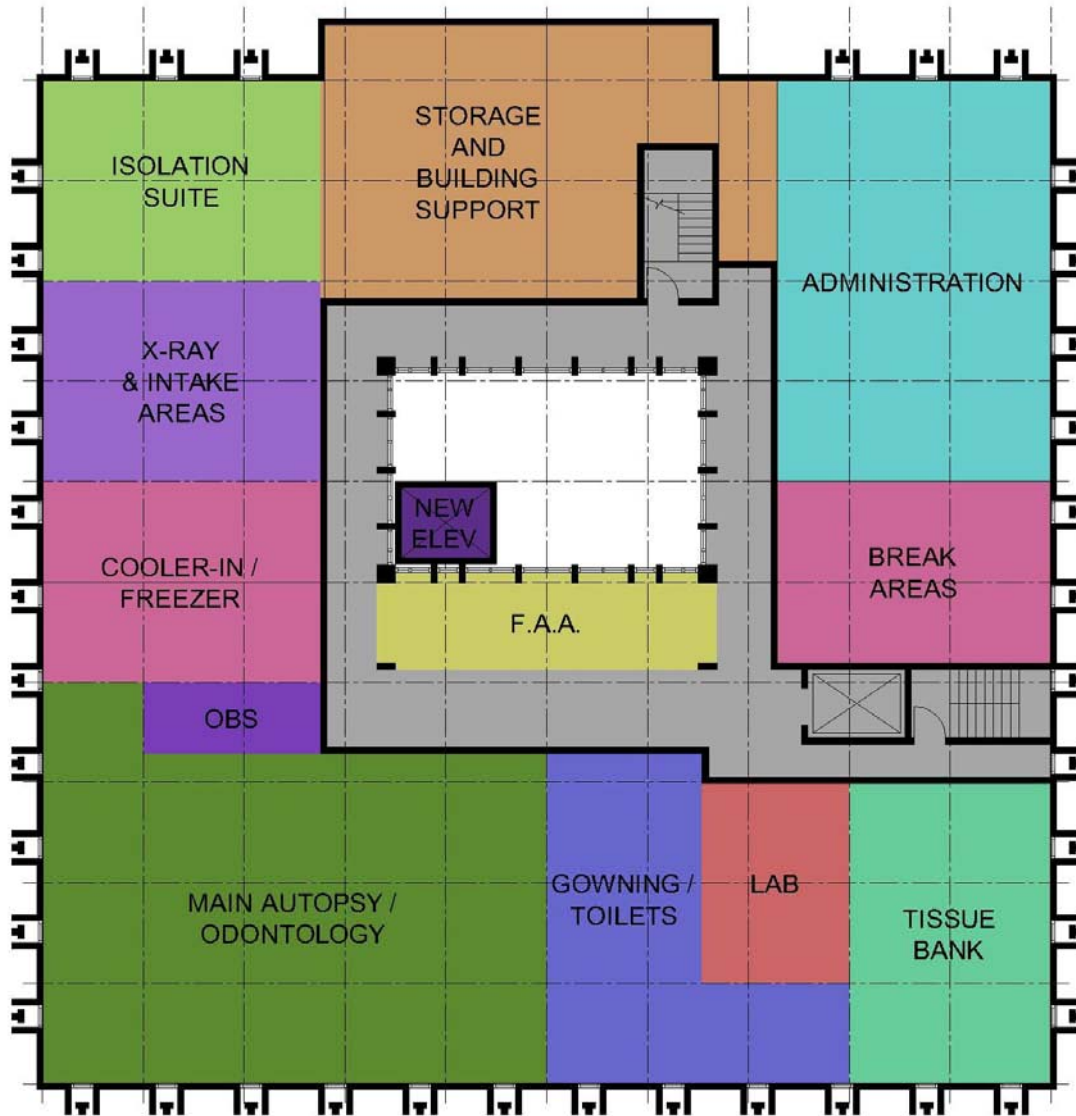 STORAGE
AND
BUILDING
SUPPORT
ISOLATION
SUITE
ADMINISTRATION
X-RAY
& INTAKE
AREAS
NEW
ELEV
COOLER-IN /
FREEZER
BREAK
AREAS
F.A.A.
OBS
MAIN AUTOPSY /
ODONTOLOGY
GOWNING /
TOILETS
LAB
TISSUE
BANK